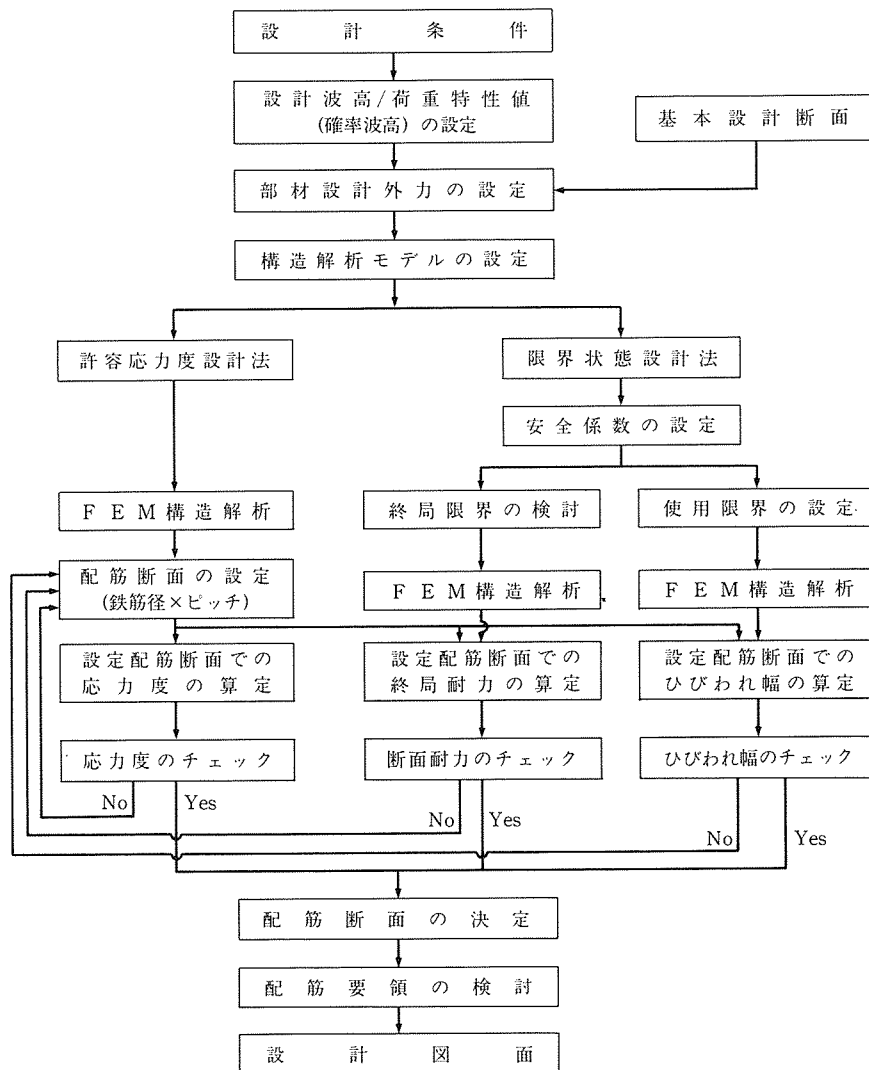 設計条件
設計波高/荷重特性値
(確率波高)の設定
基本設計断面
部材設計外力の設定
構造解析モデルの設定
許容応力度設計法
限界状態設計法
安全係数の設定
FEM構造解析
終局限界の検討
使用限界の設定
配筋断面の設定
(鉄筋径×ピッチ)
FEM構造解析
FEM構造解析
設定配筋断面での
応力度の算定
設定配筋断面での
終局耐力の算定
設定配筋断面での
ひびわれ幅の算定
応力度のチェック
断面耐力のチェック
ひびわれ幅のチェック
No
Yes
No
Yes
No
Yes
配筋断面の決定
配筋要領の検討
設計図面